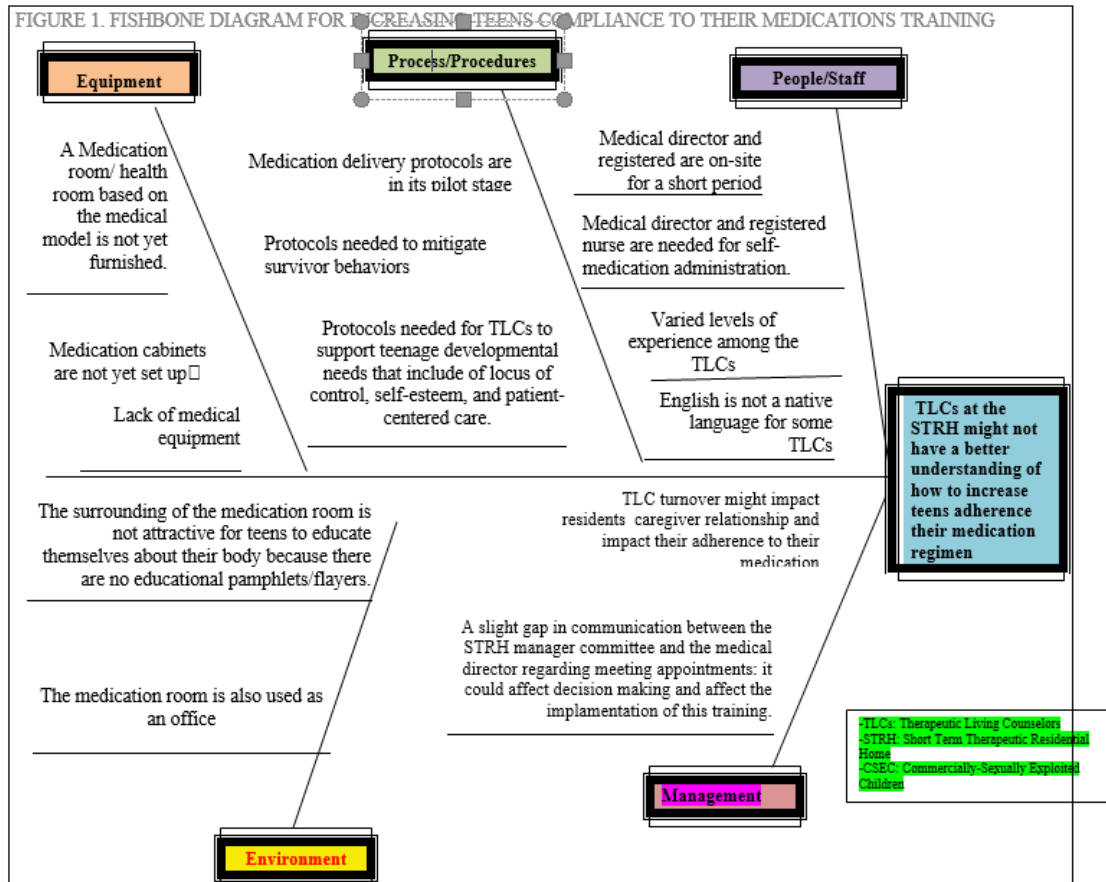 FIGURE 1. FISHBONE DIAGRAM FOR INCREASING TEENS COMPLIANCE TO THEIR MEDICATIONS TRAINING
Equipment
Process/Procedures
People/Staff
A Medication
room/ health
room based on
the medical
model is not yet
furnished.
Medication cabinets
are not yet set up
Lack of medical
equipment
Medication delivery protocols are
in its pilot stage
Protocols needed to mitigate
survivor behaviors
Protocols needed for TLCs to
support teenage developmental
needs that include of locus of
control, self-esteem, and patient-
centered care.
Medical director and
registered are on-site
for a short period
Medical director and registered
nurse are needed for self-
medication administration.
Varied levels of
experience among the
TLCs
English is not a native
language for some
TLCs
TLCs at the
STRH might not
have a better
understanding of
how to increase
teens adherence
their medication
regimen
The surrounding of the medication room is
not attractive for teens to educate
themselves about their body because there
are no educational pamphlets/flayers.
The medication room is also used as
an office
TLC turnover might impact
residents caregiver relationship and
impact their adherence to their
medication
A slight gap in communication between the
STRH manager committee and the medical
director regarding meeting appointments: it
could affect decision making and affect the
implamentation of this training.
Environment
Management
-TLCs: Therapeutic Living Counselors
-STRH: Short Term Therapeutic Residential
Home
-CSEC: Commercially-Sexually Exploited
Children